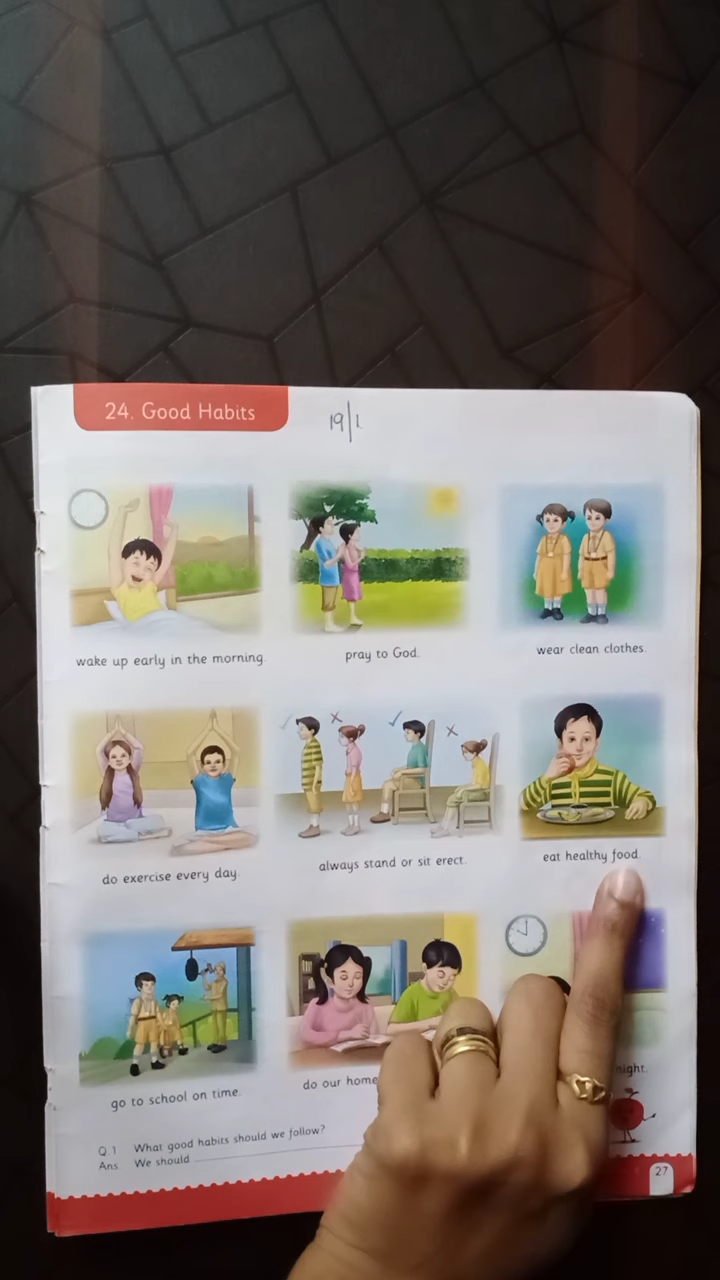 24. Good Habits
19/1
wake up early in the morning.
pray to God.
wear clean clothes.
do exercise every day.
always stand or sit erect.
eat healthy food.
go to school on time.
do our home
night.
Q.1 What good habits should we follow?
Ans. We should
27